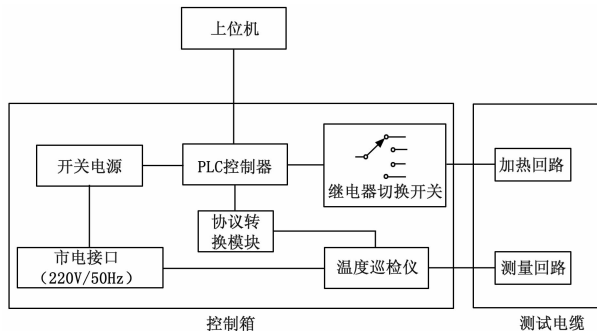 上位机
开关电源
PLC控制器
继电器切换开关
加热回路
协议转
换模块
市电接口
（220V/50Hz）
温度巡检仪
测量回路
控制箱
测试电缆